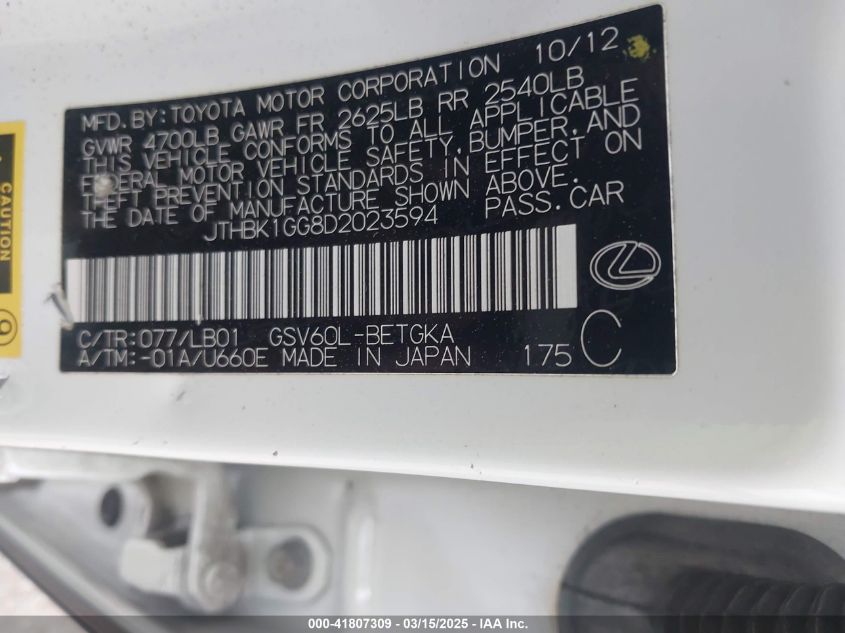 MFD.BY:TOYOTA MOTOR CORPORATION 10/12
GVWR 4700LB GAWR FR 2625LB RR 2540LB
THIS VEHICLE CONFORMS TO ALL APPLICABLE
FEDERAL MOTOR VEHICLE SAFETY,BUMPER,AND
THEFT PREVENTION STANDARDS IN EFFECT ON
THE DATE OF MANUFACTURE SHOWN ABOVE.
JTHBK1GG8D2023594 PASS.CAR
C/TR:077/LB01 GSV60L-BETGKA
A/TM:-01A/U660E MADE IN JAPAN 175 C
CAUTION
000-41807309 - 03/15/2025 - IAA Inc.